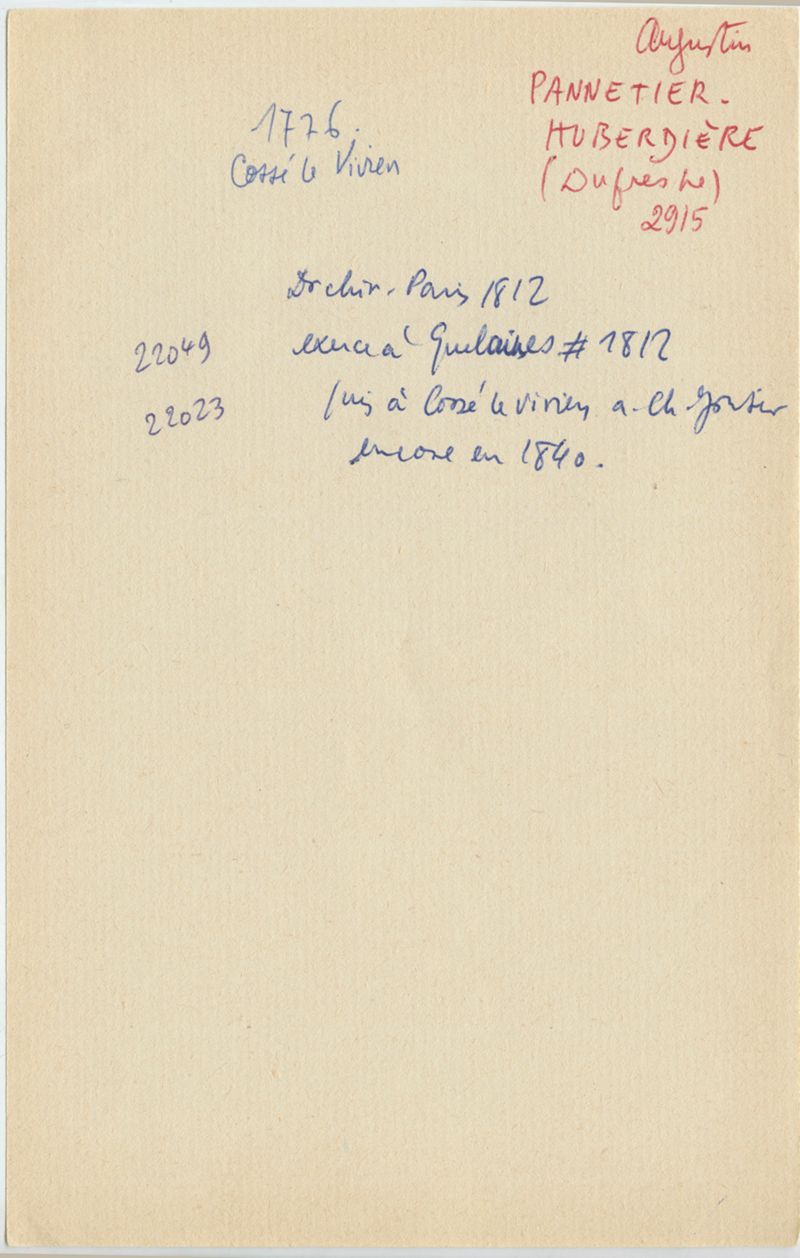 Augustin
PANNETIER-
HUBERDIÈRE
(Dufresne)
2915
1776.
Cossé le Vivien
Dr chir. Paris 1812
22049 exerce à Quelaines # 1812
22023 puis à Cossé le Vivien a. Ch. Gontier
encore en 1840.